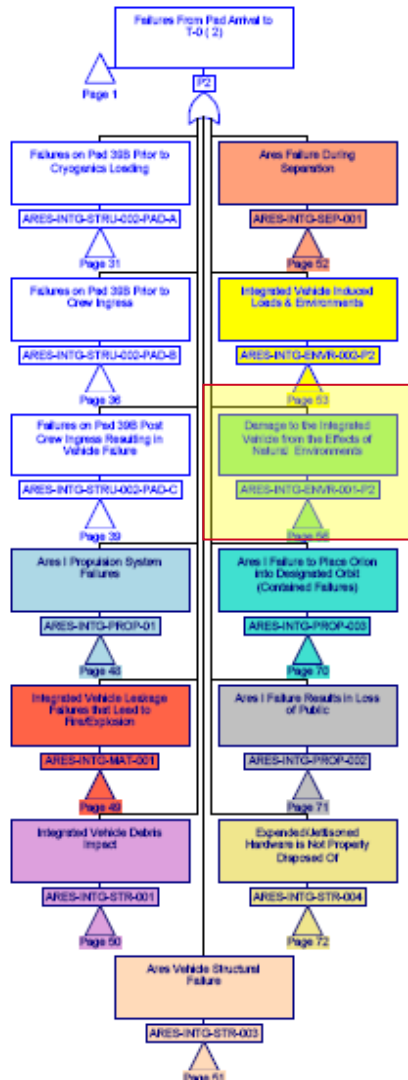 Failures From Pad Arrival to
T-0 ( 2)
Page 1
P2
Failures on Pad 39B Prior to
Cryogenics Loading
ARES-INTG-STRU-002-PAD-A
Page 31
Ares Failure During
Separation
ARES-INTG-SEP-001
Page 52
Failures on Pad 39B Prior to
Crew Ingress
ARES-INTG-STRU-002-PAD-B
Page 36
Integrated Vehicle Induced
Loads & Environments
ARES-INTG-ENVR-002-P2
Page 53
Failures on Pad 39B Post
Crew Ingress Resulting in
Vehicle Failure
ARES-INTG-STRU-002-PAD-C
Page 39
Damage to the Integrated
Vehicle from the Effects of
Natural Environments
ARES-INTG-ENVR-001-P2
Page 56
Ares I Propulsion System
Failures
ARES-INTG-PROP-01
Page 48
Ares I Failure to Place Orion
into Designated Orbit
(Contained Failures)
ARES-INTG-PROP-003
Page 70
Integrated Vehicle Leakage
Failures that Lead to
Fire/Explosion
ARES-INTG-MAT-001
Page 49
Ares I Failure Results in Loss
of Public
ARES-INTG-PROP-002
Page 71
Integrated Vehicle Debris
Impact
ARES-INTG-STR-001
Page 50
Expended/Jettisoned
Hardware is Not Properly
Disposed Of
ARES-INTG-STR-004
Page 72
Ares Vehicle Structural
Failure
ARES-INTG-STR-003
Page 51